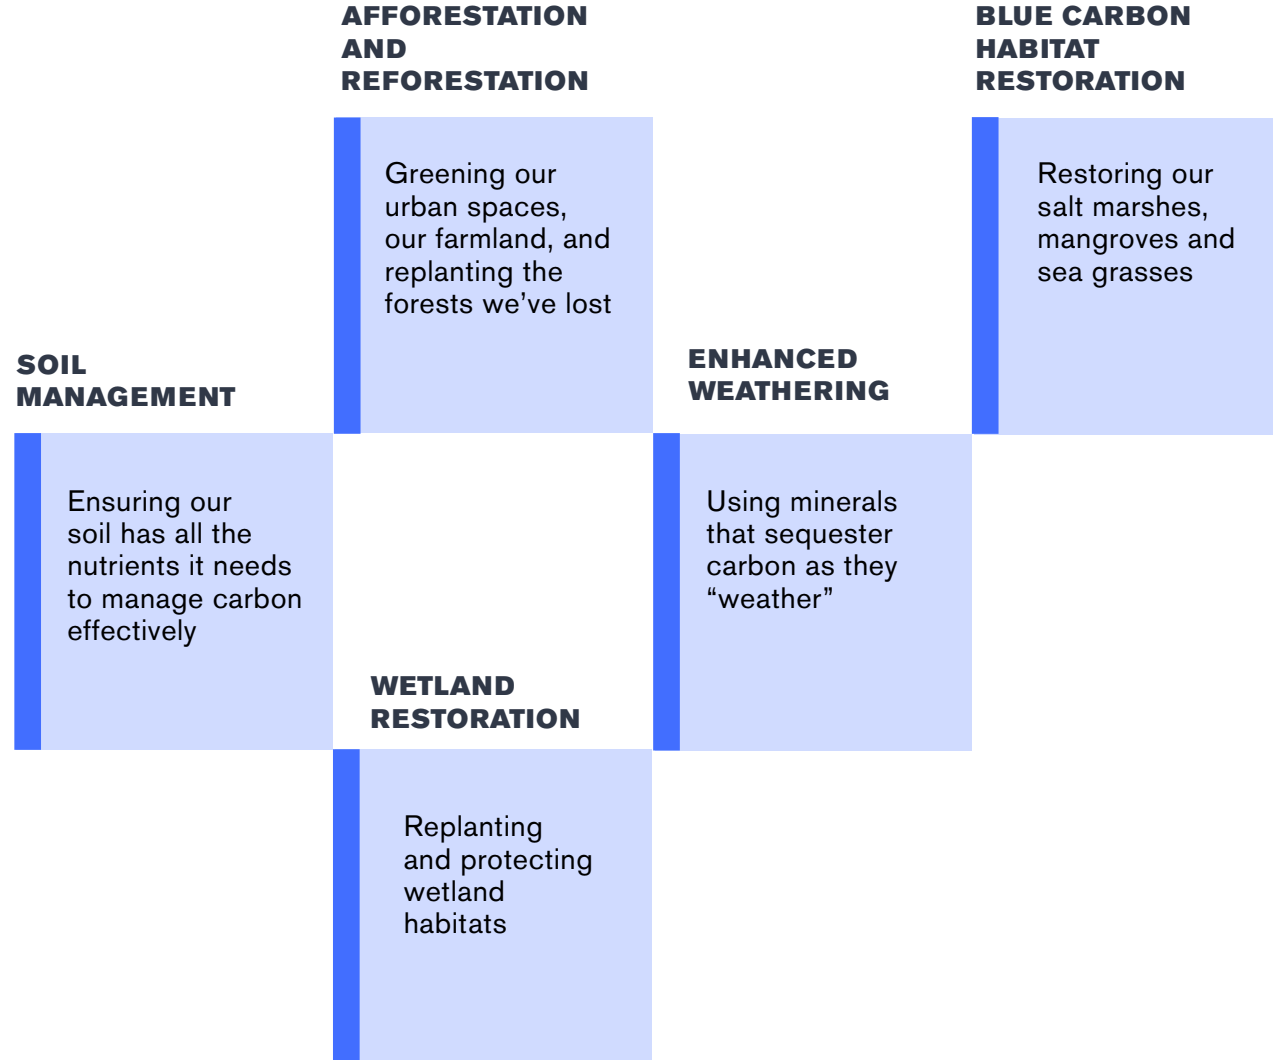 AFFORESTATION
AND
REFORESTATION
Greening our
urban spaces,
our farmland, and
replanting the
forests we’ve lost
BLUE CARBON
HABITAT
RESTORATION
Restoring our
salt marshes,
mangroves and
sea grasses
SOIL
MANAGEMENT
Ensuring our
soil has all the
nutrients it needs
to manage carbon
effectively
ENHANCED
WEATHERING
Using minerals
that sequester
carbon as they
“weather”
WETLAND
RESTORATION
Replanting
and protecting
wetland
habitats